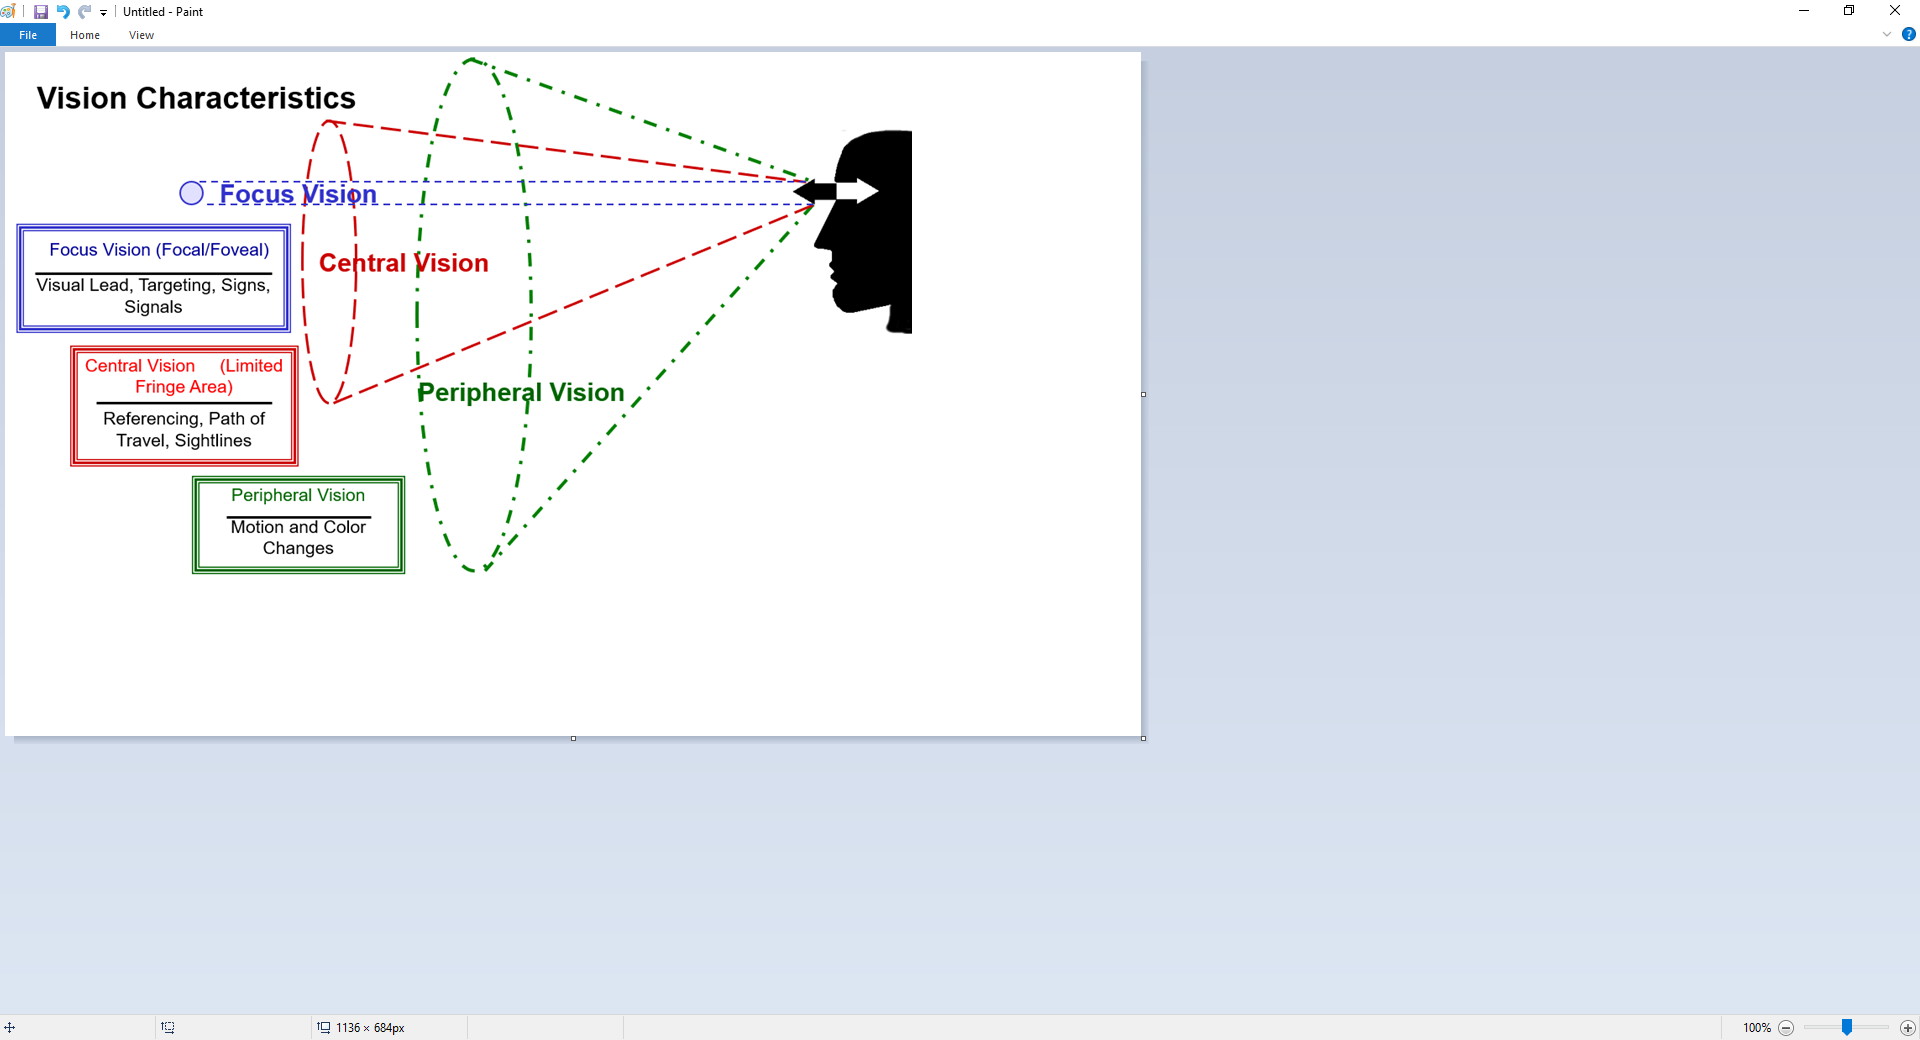 Untitled - Paint
File Home View
Vision Characteristics
Focus Vision
Focus Vision (Focal/Foveal)
Visual Lead, Targeting, Signs,
Signals
Central Vision
Central Vision (Limited
Fringe Area)
Referencing, Path of
Travel, Sightlines
Peripheral Vision
Peripheral Vision
Motion and Color
Changes
1136 × 684px
100%